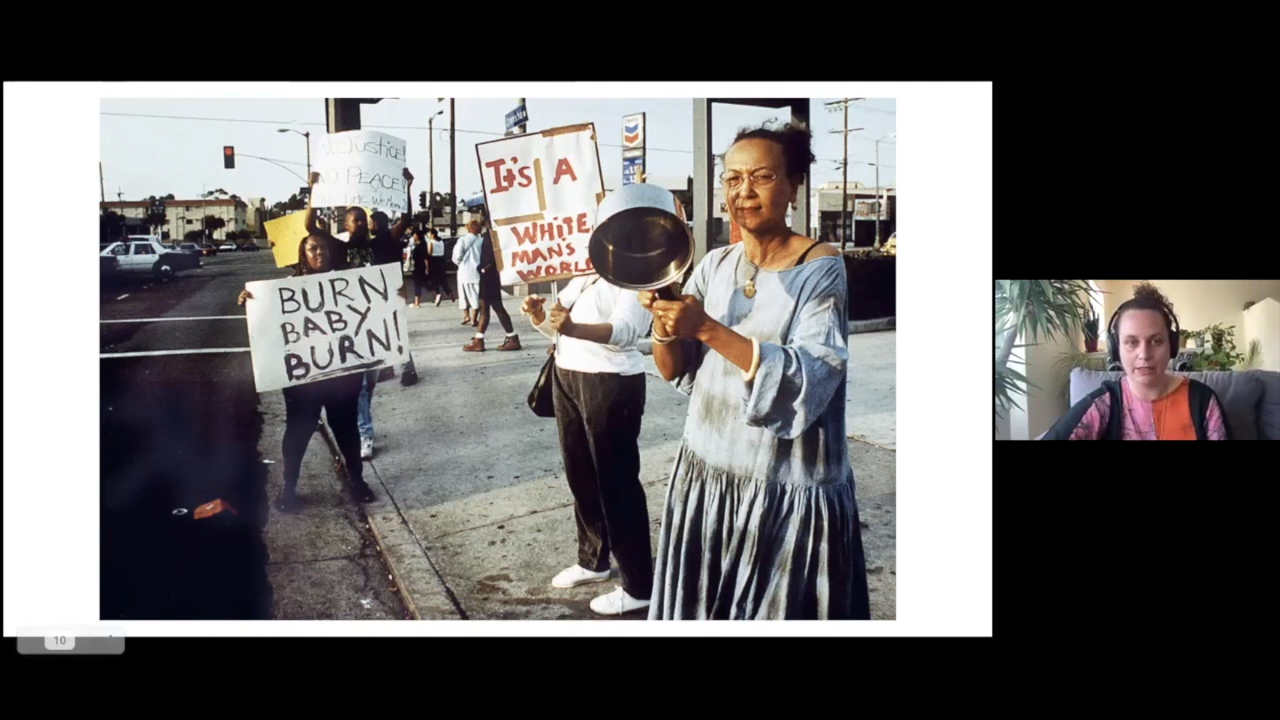 No Justice!
NO PEACE!
It's A
WHITE
MAN'S
WORLD
BURN
BABY
BURN!
10